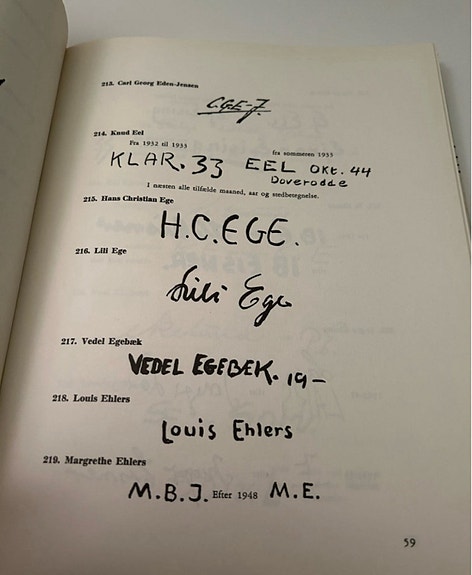 213. Carl Georg Eden-Jensen
C.G.E-J.
214. Knud Eel
Fra 1932 til 1933 fra sommeren 1933
KLAR. 33 EEL OKT. 44
Doverodde
I næsten alle tilfælde maaned, aar og stedbetegnelse.
215. Hans Christian Ege
H.C.EGE.
216. Lili Ege
Lili Ege
217. Vedel Egebæk
VEDEL EGEBEK. 19-
218. Louis Ehlers
Louis Ehlers
219. Margrethe Ehlers
M.B.J. Efter 1948 M.E.
59